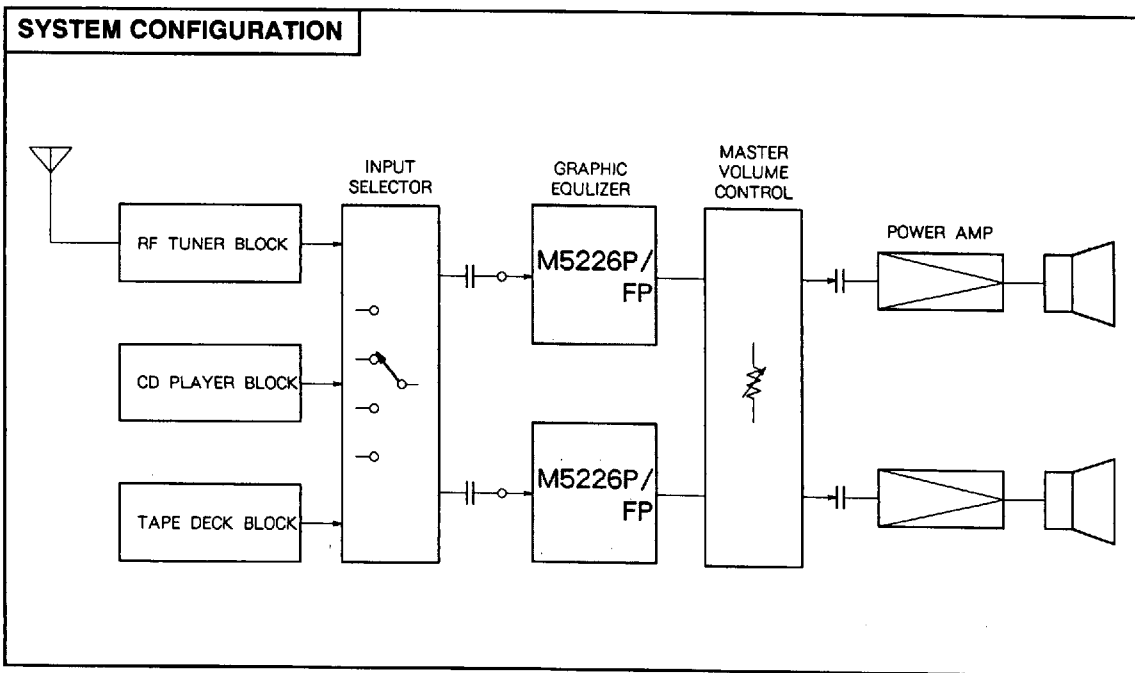 SYSTEM CONFIGURATION
INPUT
SELECTOR
GRAPHIC
EQULIZER
MASTER
VOLUME
CONTROL
POWER AMP
RF TUNER BLOCK
M5226P/
FP
CD PLAYER BLOCK
M5226P/
FP
TAPE DECK BLOCK